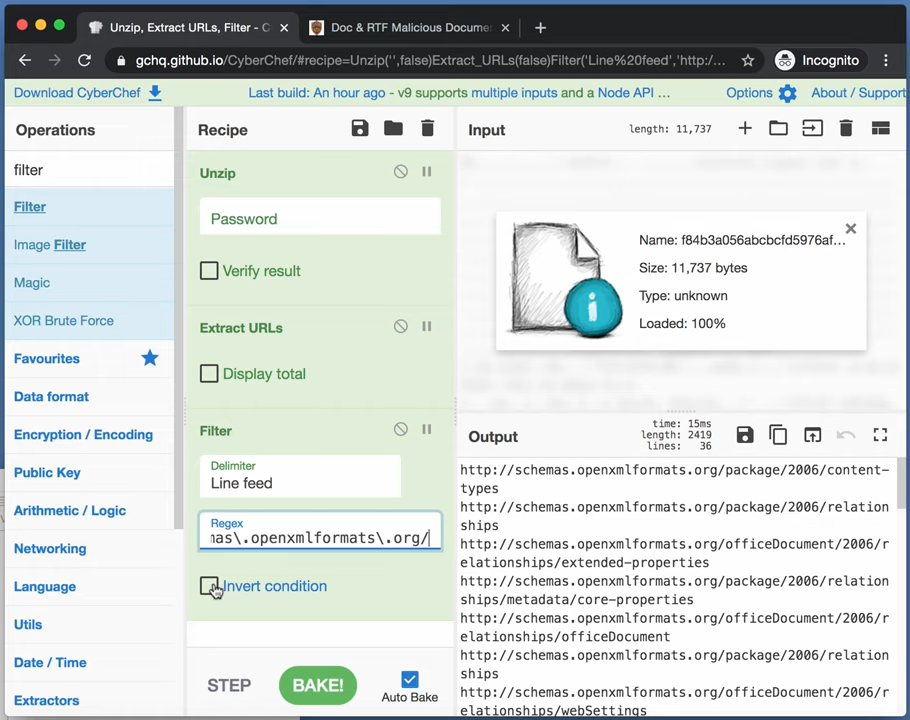 Unzip, Extract URLs, Filter - C
Doc & RTF Malicious Documen
gchq.github.io/CyberChef/#recipe=Unzip('',false)Extract_URLs(false)Filter('Line%20feed','http:/...
Incognito
Download CyberChef
Last build: An hour ago - v9 supports multiple inputs and a Node API ...
Options
About / Support
Operations
filter
Filter
Image Filter
Magic
XOR Brute Force
Favourites
Data format
Encryption / Encoding
Public Key
Arithmetic / Logic
Networking
Language
Utils
Date / Time
Extractors
Recipe
Unzip
Password
Verify result
Extract URLs
Display total
Filter
Delimiter
Line feed
Regex
mas\.openxmlformats\.org/
Invert condition
STEP
BAKE!
Auto Bake
Input
length: 11,737
Name: f84b3a056abcbcfd5976af...
Size: 11,737 bytes
Type: unknown
Loaded: 100%
Output
time: 15ms
length: 2419
lines: 36
http://schemas.openxmlformats.org/package/2006/content-
types
http://schemas.openxmlformats.org/package/2006/relation
ships
http://schemas.openxmlformats.org/officeDocument/2006/r
elationships/extended-properties
http://schemas.openxmlformats.org/package/2006/relation
ships/metadata/core-properties
http://schemas.openxmlformats.org/officeDocument/2006/r
elationships/officeDocument
http://schemas.openxmlformats.org/package/2006/relation
ships
http://schemas.openxmlformats.org/officeDocument/2006/r
elationships/webSettings